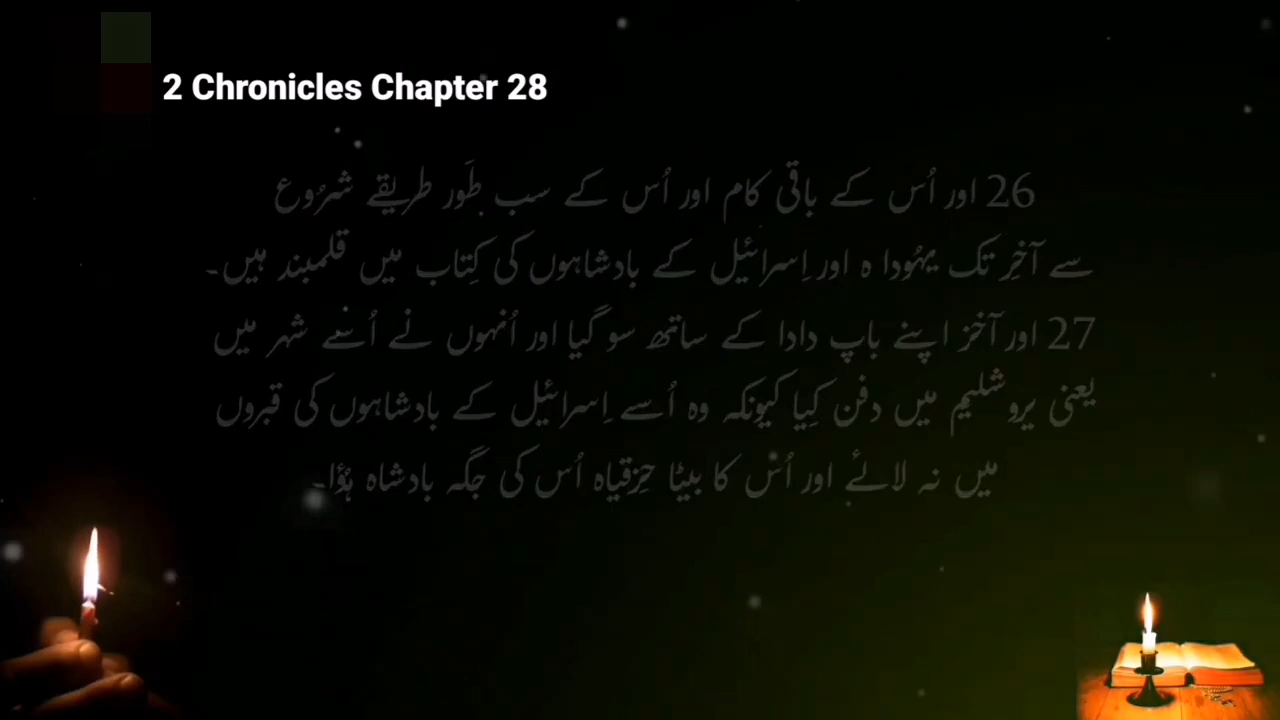 2 Chronicles Chapter 28
26 اور اُس کے باقی کام اور اُس کے سب طَور طریقے شرُوع
سے آخِر تک یہُودا ہ اور اِسرائیل کے بادشاہوں کی کِتاب میں قلمبند ہیں۔
27 اور آخز اپنے باپ دادا کے ساتھ سو گیا اور اُنہوں نے اُسے شہر میں
یعنی یروشلیم میں دفن کِیا کیونکہ وہ اُسے اِسرائیل کے بادشاہوں کی قبروں
میں نہ لائے اور اُس کا بیٹا حِزقیاہ اُس کی جگہ بادشاہ ہُؤا۔